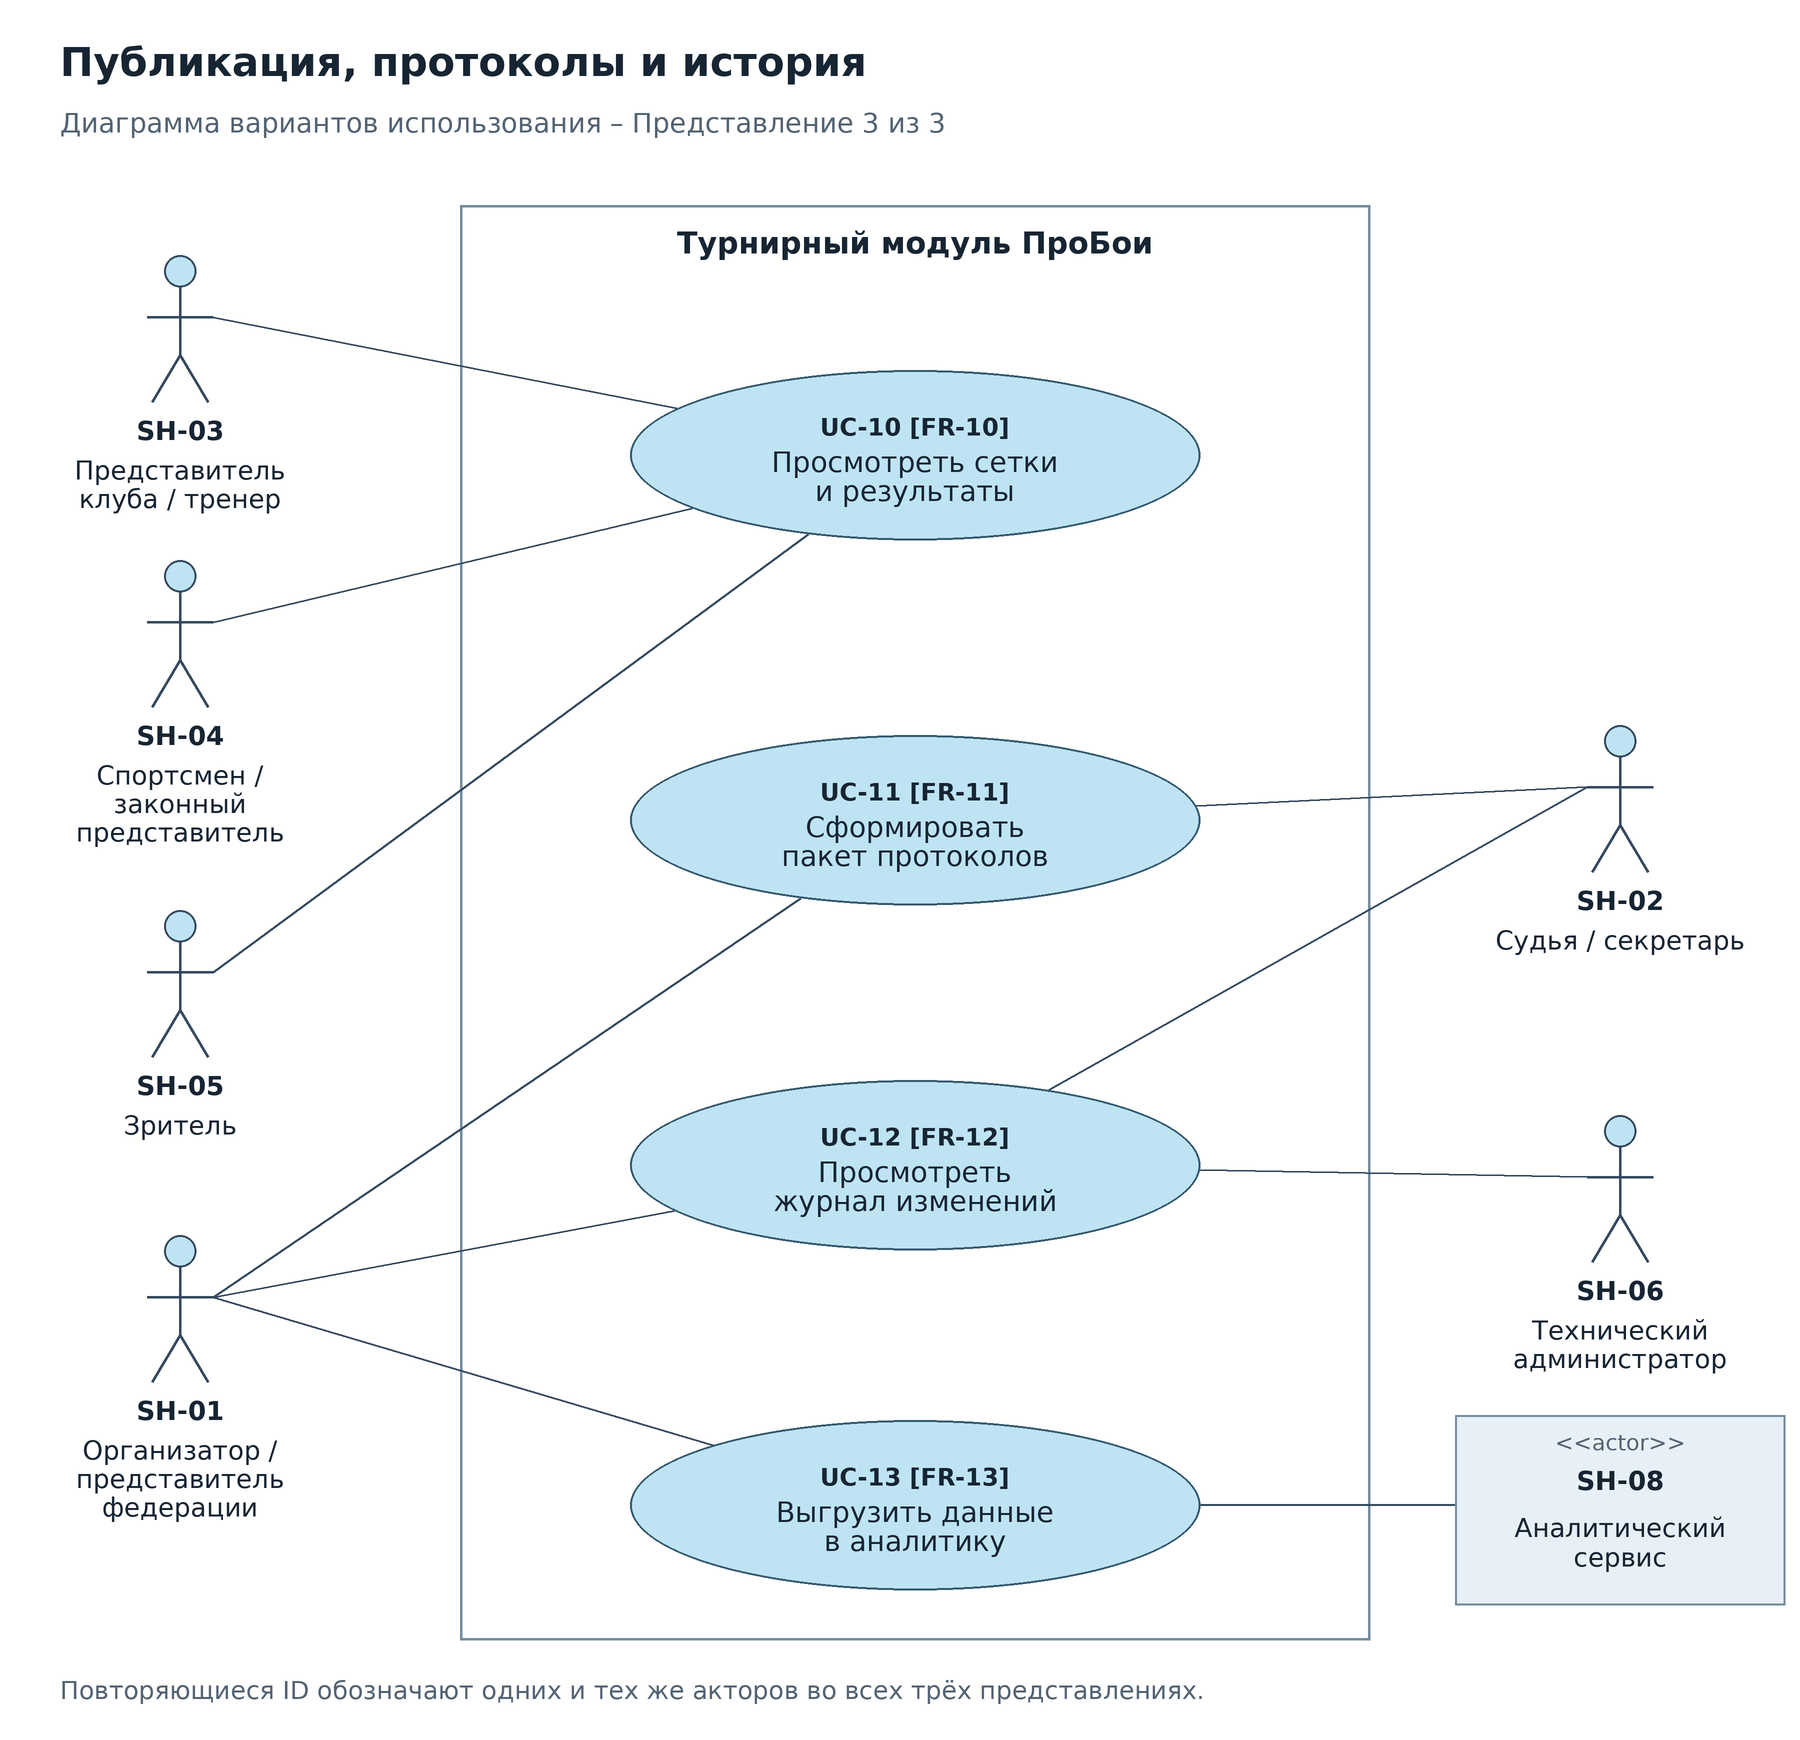 Публикация, протоколы и история
Диаграмма вариантов использования – Представление 3 из 3
Турнирный модуль ПроБои
SH-03
Представитель
клуба / тренер
UC-10 [FR-10]
Просмотреть сетки
и результаты
SH-04
Спортсмен /
законный
представитель
UC-11 [FR-11]
Сформировать
пакет протоколов
SH-02
Судья / секретарь
SH-05
Зритель
UC-12 [FR-12]
Просмотреть
журнал изменений
SH-06
Технический
администратор
SH-01
Организатор /
представитель
федерации
UC-13 [FR-13]
Выгрузить данные
в аналитику
<<actor>>
SH-08
Аналитический
сервис
Повторяющиеся ID обозначают одних и тех же акторов во всех трёх представлениях.